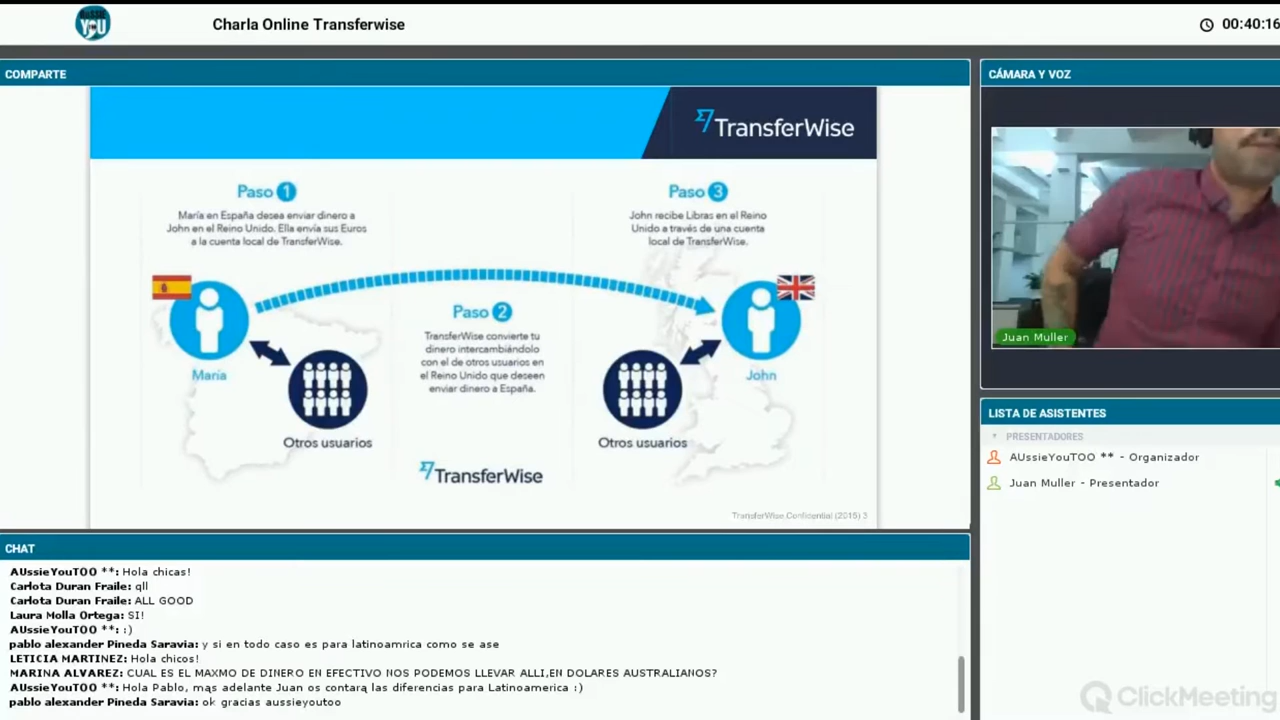 AUSSIE YOU
Charla Online Transferwise
00:40:16
COMPARTE
CÁMARA Y VOZ
TransferWise
Paso 1
María en España desea enviar dinero a
John en el Reino Unido. Ella envía sus Euros
a la cuenta local de TransferWise.
Paso 3
John recibe Libras en el Reino
Unido a través de una cuenta
local de TransferWise.
Paso 2
TransferWise convierte tu
dinero intercambiándolo
con el de otros usuarios en
el Reino Unido que deseen
enviar dinero a España.
María
John
Otros usuarios
Otros usuarios
TransferWise
TransferWise Confidential (2015) 3
Juan Muller
LISTA DE ASISTENTES
PRESENTADORES
AUssieYouTOO ** - Organizador
Juan Muller - Presentador
CHAT
AUssieYouTOO **: Hola chicas!
Carlota Duran Fraile: qll
Carlota Duran Fraile: ALL GOOD
Laura Molla Ortega: SI!
AUssieYouTOO **: :)
pablo alexander Pineda Saravia: y si en todo caso es para latinoamrica como se ase
LETICIA MARTINEZ: Hola chicos!
MARINA ALVAREZ: CUAL ES EL MAXMO DE DINERO EN EFECTIVO NOS PODEMOS LLEVAR ALLI,EN DOLARES AUSTRALIANOS?
AUssieYouTOO **: Hola Pablo, mąs adelante Juan os contarą las diferencias para Latinoamerica :)
pablo alexander Pineda Saravia: ok gracias aussieyoutoo
ClickMeeting